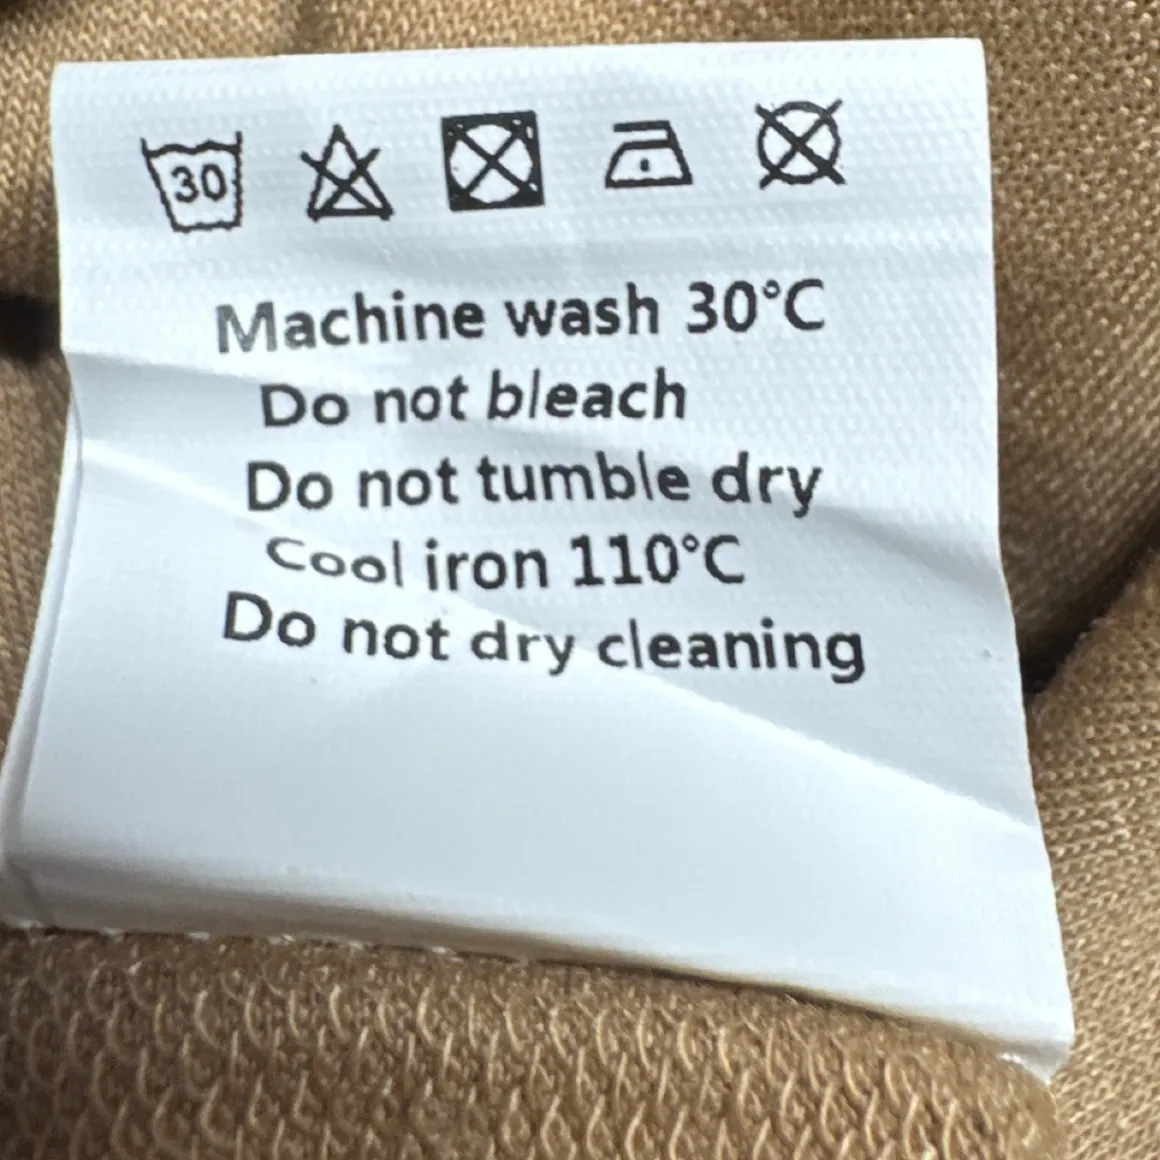 30
Machine wash 30°C
Do not bleach
Do not tumble dry
Cool iron 110°C
Do not dry cleaning